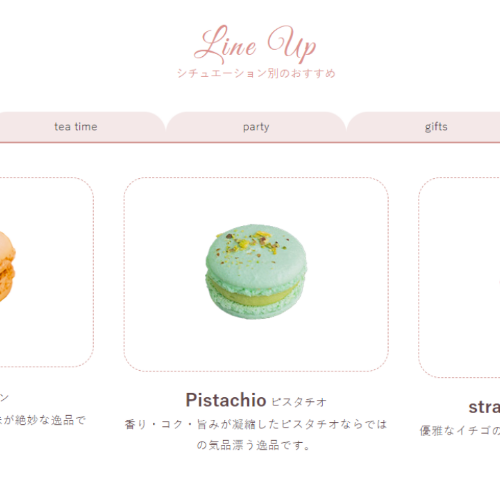 Line Up
シチュエーション別のおすすめ
tea time
party
gifts
ン
が絶妙な逸品で
Pistachio ピスタチオ
香り・コク・旨みが凝縮したピスタチオならでは
の気品漂う逸品です。
stra
優雅なイチゴの